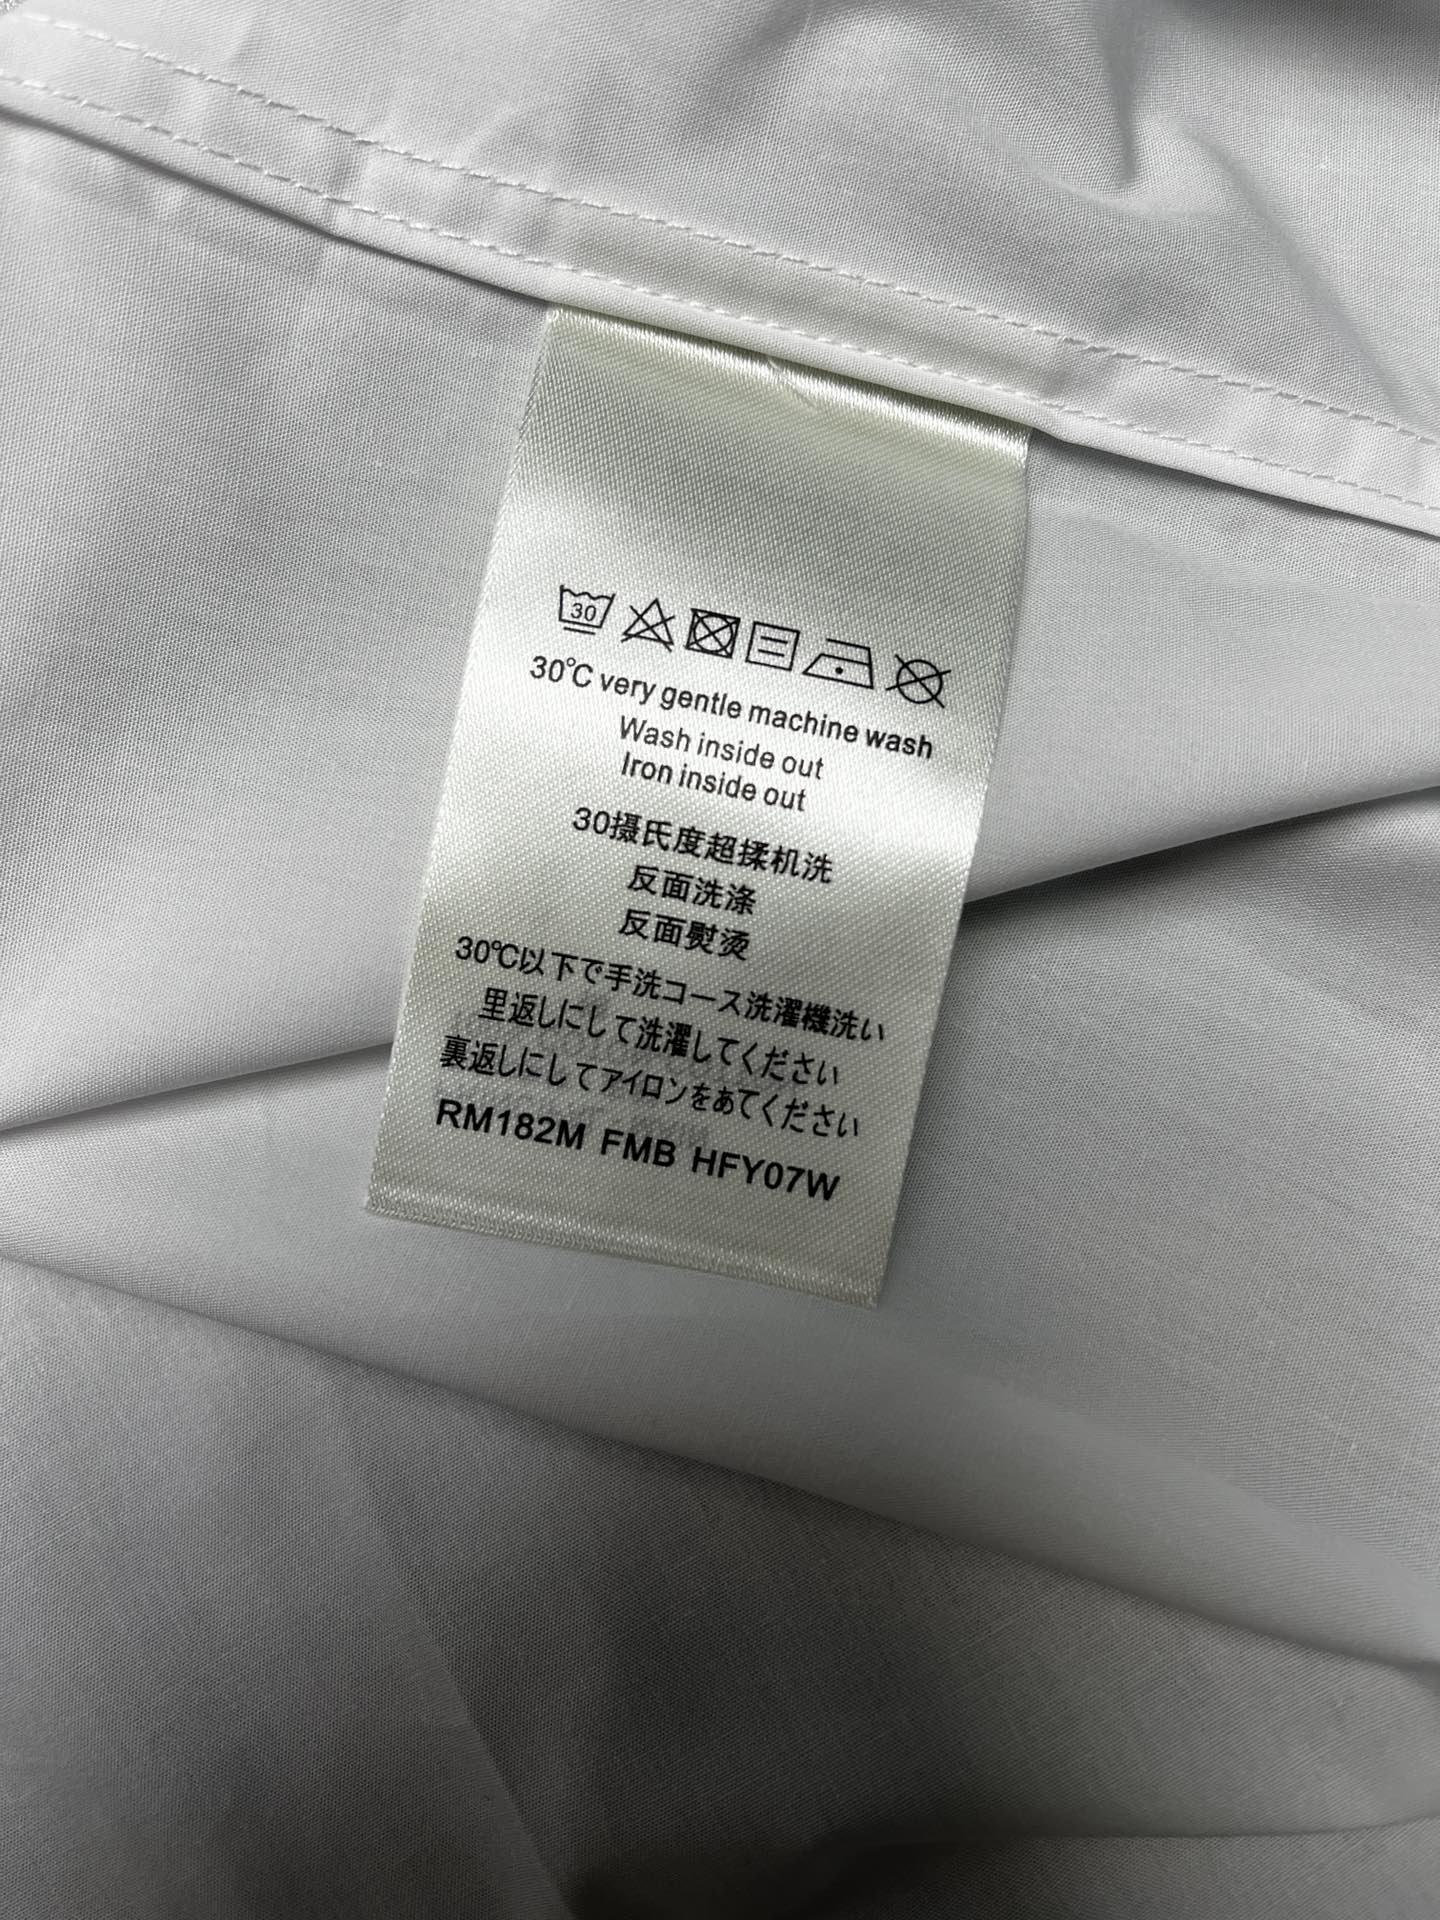 30
30℃ very gentle machine wash
Wash inside out
Iron inside out
30摄氏度超揉机洗
反面洗涤
反面熨烫
30℃以下で手洗コース洗濯機洗い
里返しにして洗濯してください
裏返しにしてアイロンをあてください
RM182M FMB HFY07W